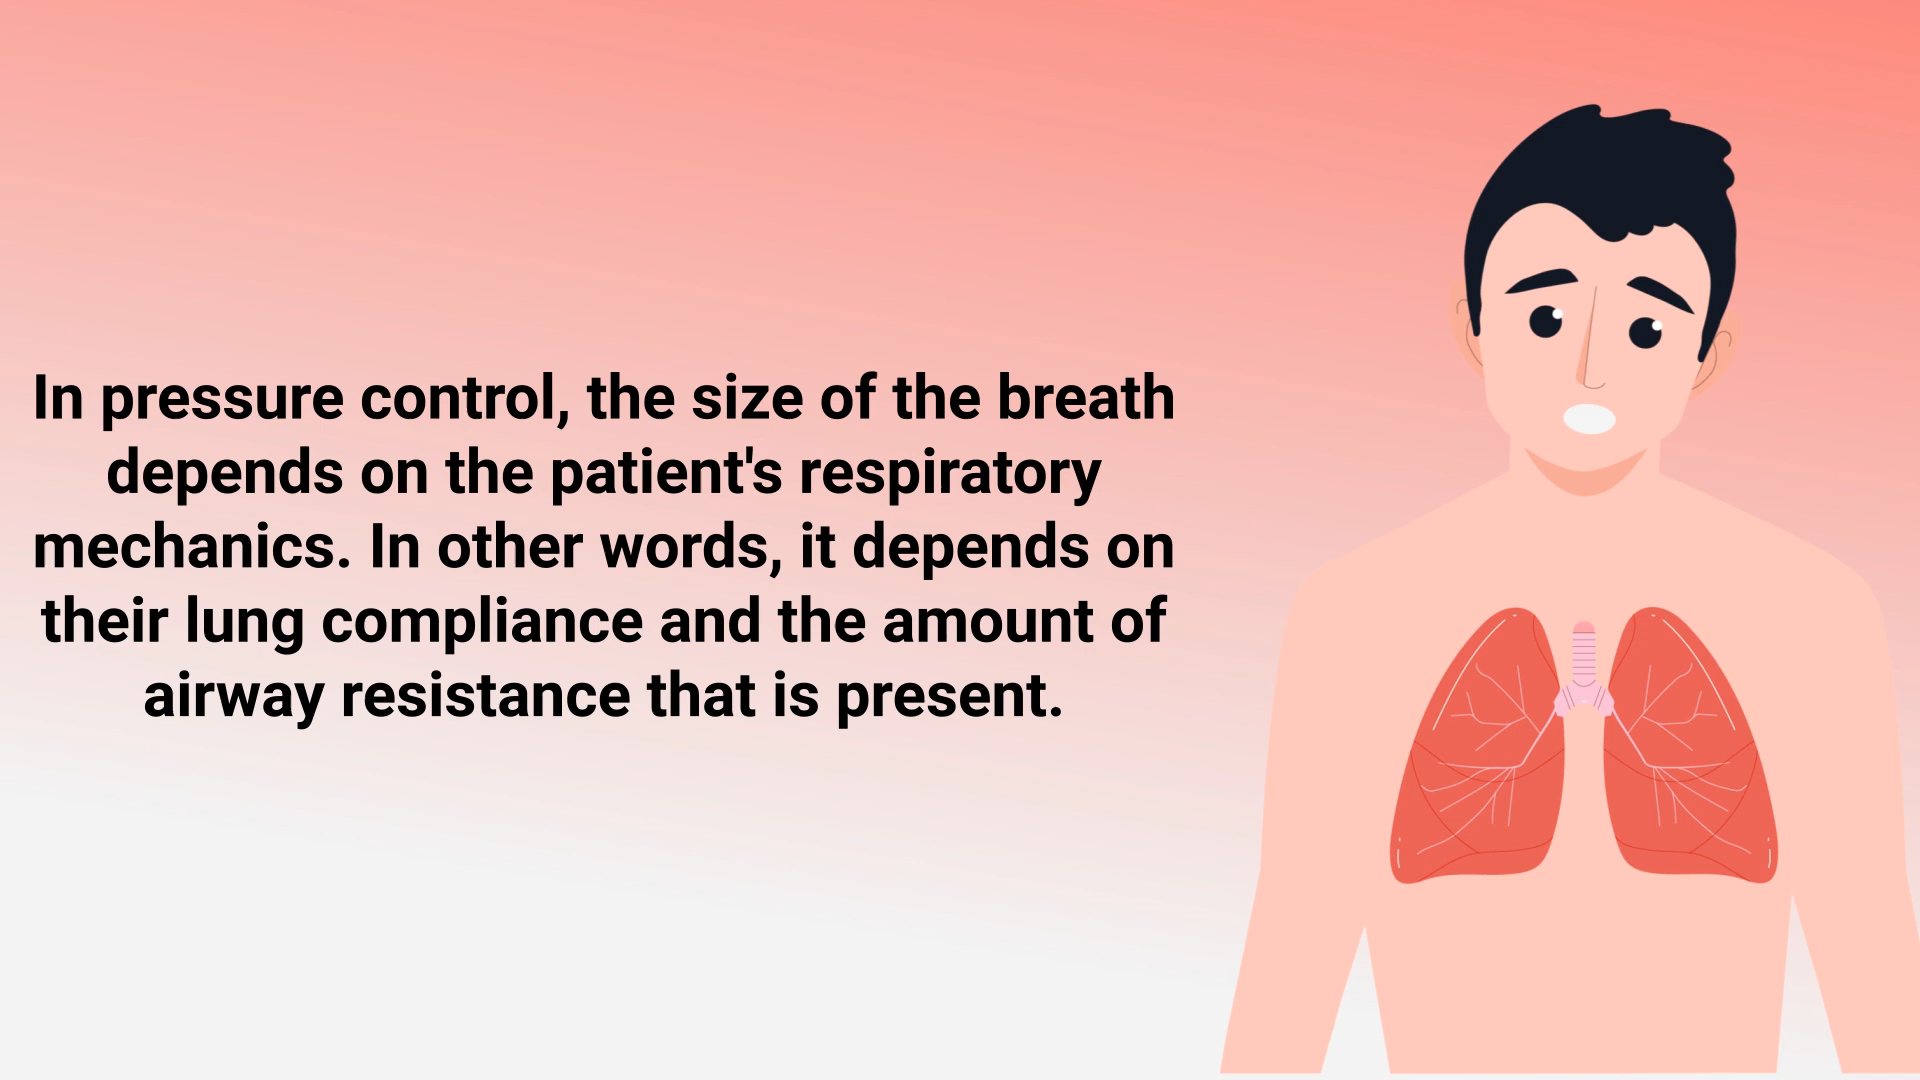 In pressure control, the size of the breath
depends on the patient's respiratory
mechanics. In other words, it depends on
their lung compliance and the amount of
airway resistance that is present.